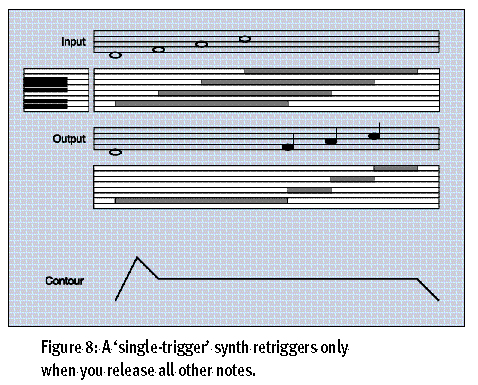 Input
Output
Contour
Figure 8: A ‘single-trigger’ synth retriggers only
when you release all other notes.